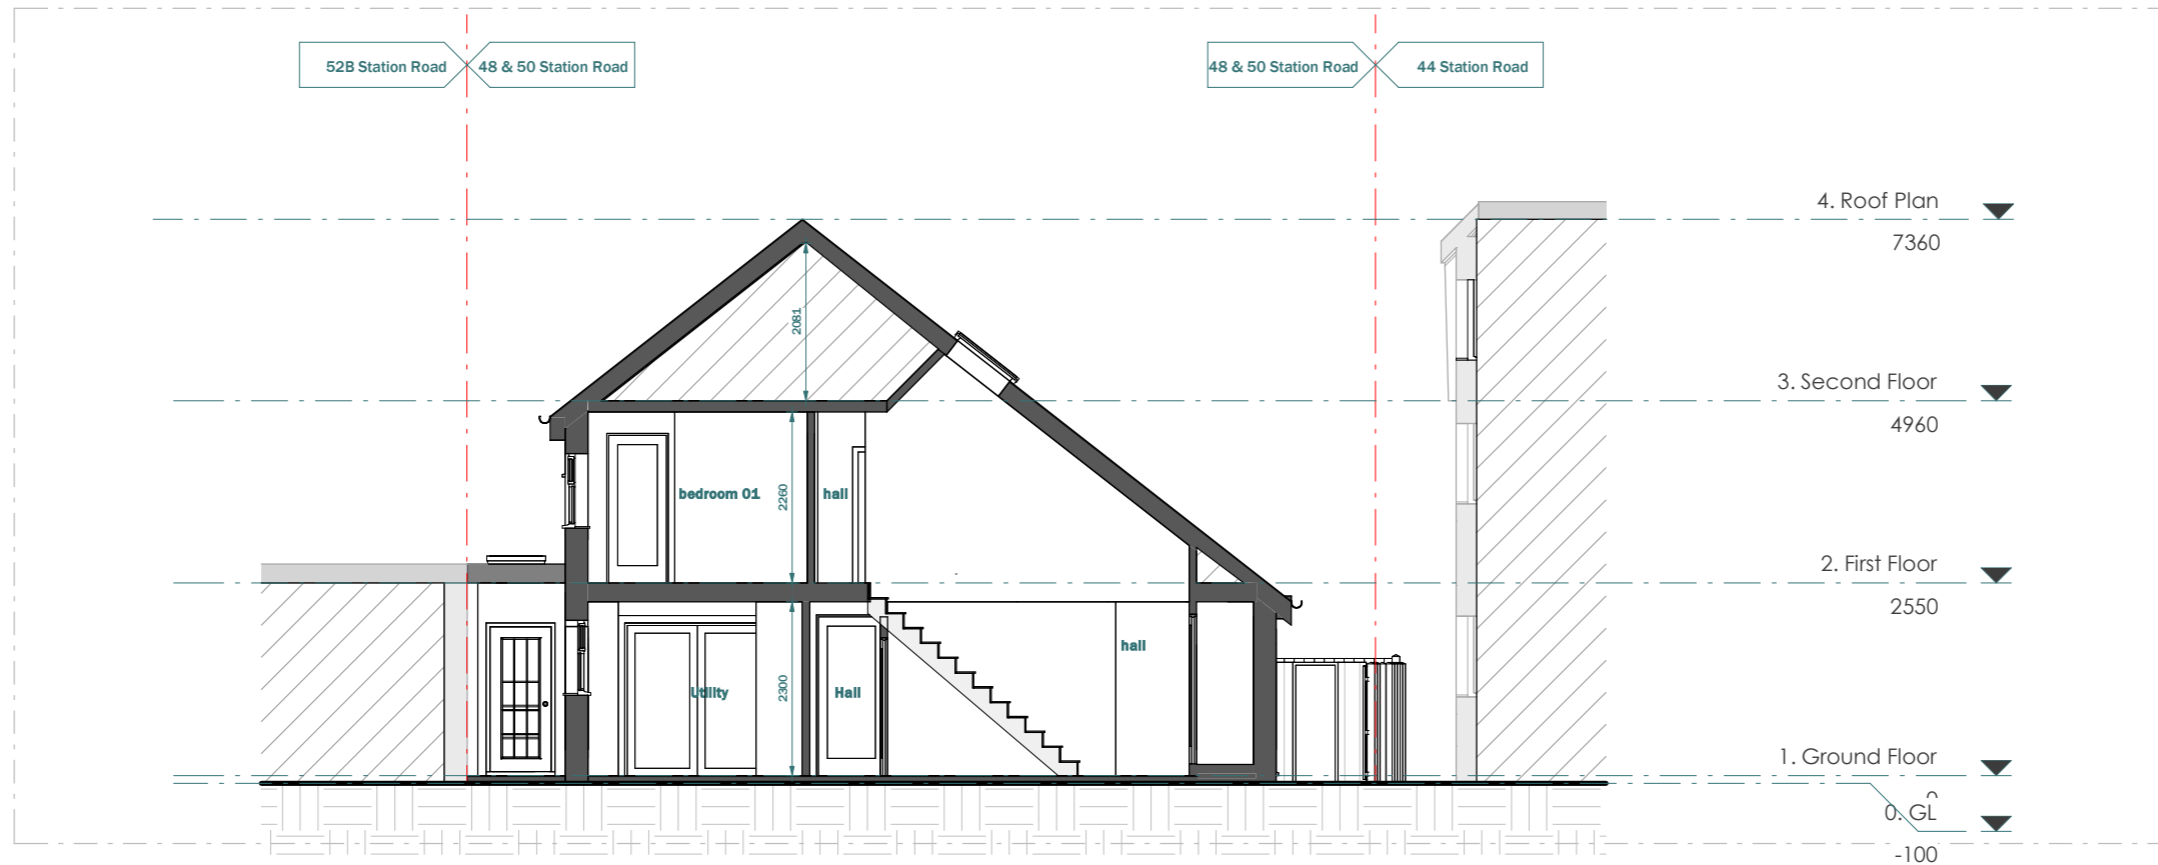 52B Station Road
48 & 50 Station Road
48 & 50 Station Road
44 Station Road
4. Roof Plan
7360
2081
3. Second Floor
4960
bedroom 01
2260
hall
2. First Floor
2550
hall
Utility
2300
Hall
1. Ground Floor
0
0. GL
-100